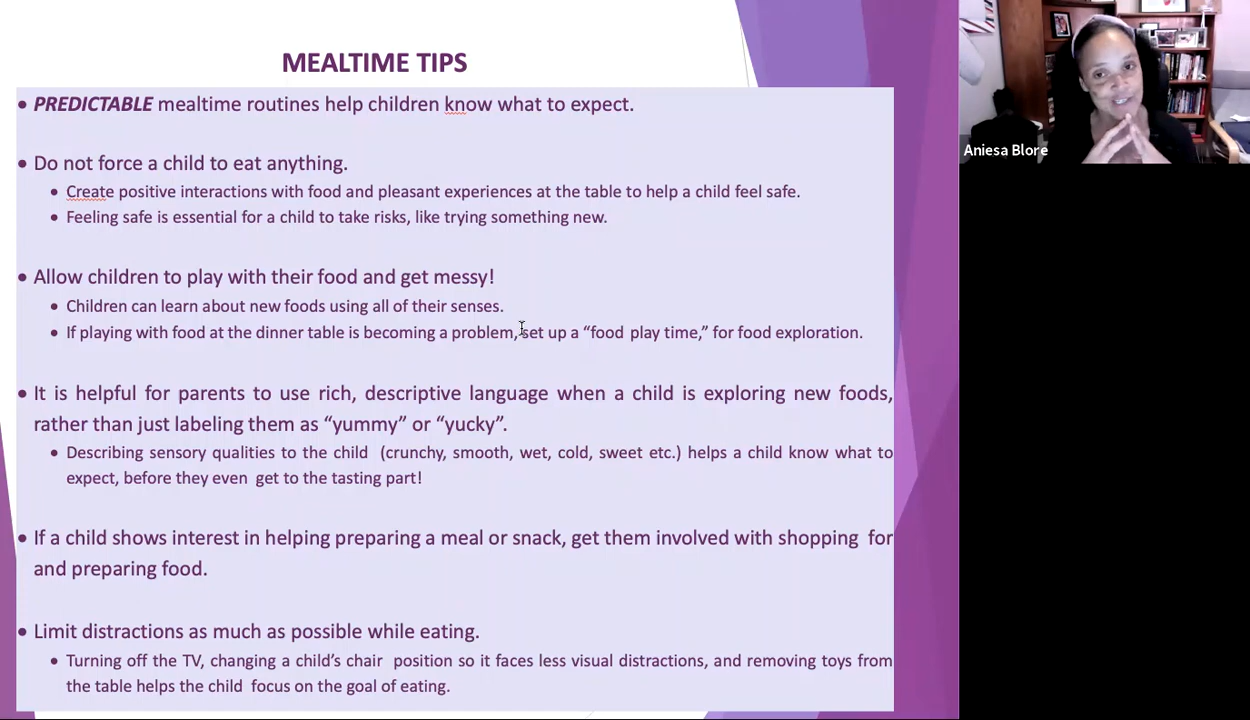 MEALTIME TIPS
• PREDICTABLE mealtime routines help children know what to expect.
• Do not force a child to eat anything.
• Create positive interactions with food and pleasant experiences at the table to help a child feel safe.
• Feeling safe is essential for a child to take risks, like trying something new.
• Allow children to play with their food and get messy!
• Children can learn about new foods using all of their senses.
• If playing with food at the dinner table is becoming a problem, set up a “food play time,” for food exploration.
• It is helpful for parents to use rich, descriptive language when a child is exploring new foods,
rather than just labeling them as “yummy” or “yucky”.
• Describing sensory qualities to the child (crunchy, smooth, wet, cold, sweet etc.) helps a child know what to
expect, before they even get to the tasting part!
• If a child shows interest in helping preparing a meal or snack, get them involved with shopping for
and preparing food.
• Limit distractions as much as possible while eating.
• Turning off the TV, changing a child’s chair position so it faces less visual distractions, and removing toys from
the table helps the child focus on the goal of eating.
Aniesa Blore